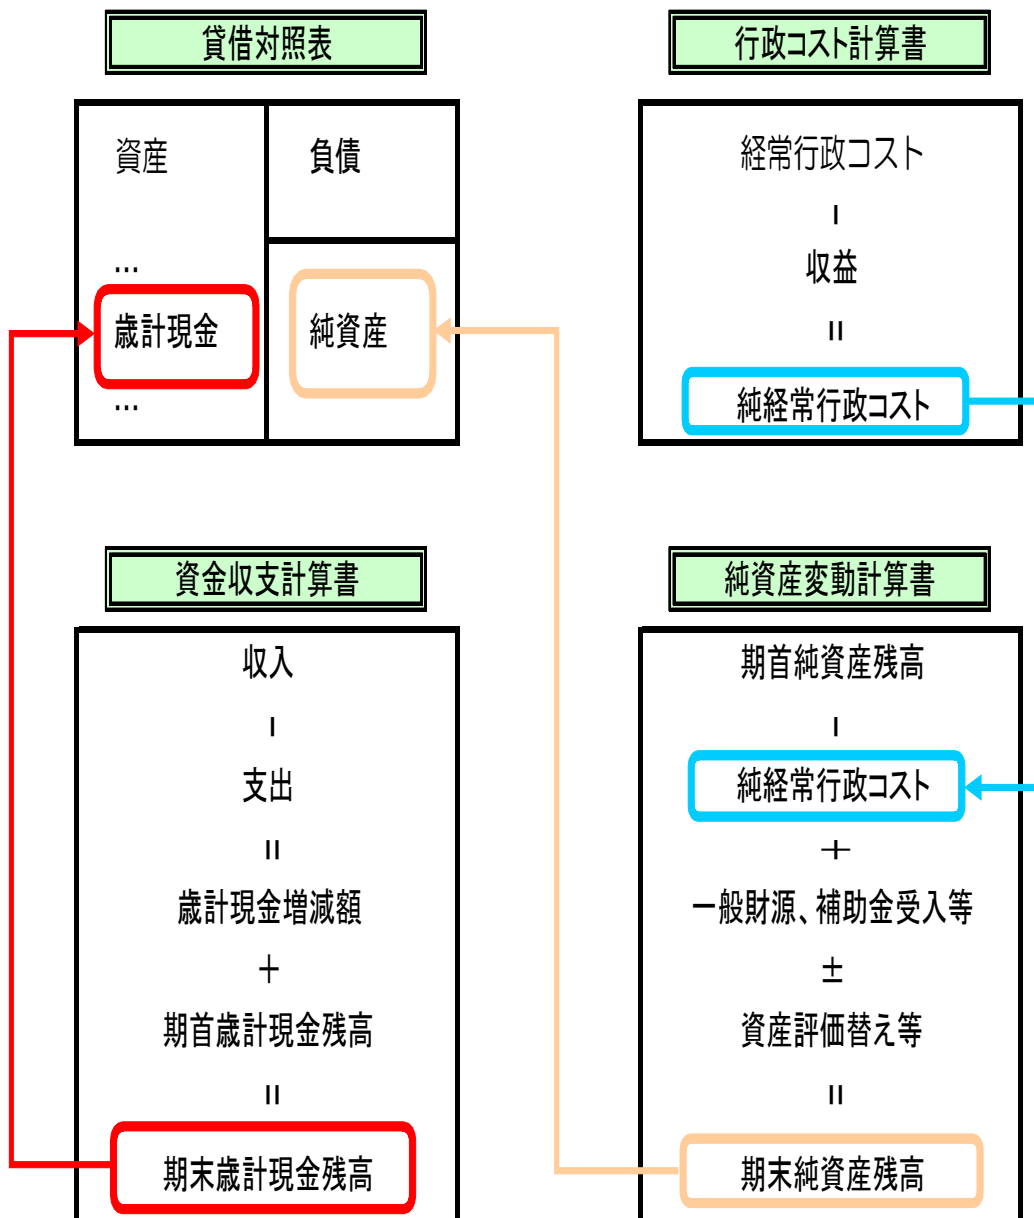 貸借対照表
資産
負債
…
歳計現金
純資産
…
行政コスト計算書
経常行政コスト
－
収益
＝
純経常行政コスト
資金収支計算書
収入
－
支出
＝
歳計現金増減額
＋
期首歳計現金残高
＝
期末歳計現金残高
純資産変動計算書
期首純資産残高
－
純経常行政コスト
＋
一般財源、補助金受入等
±
資産評価替え等
＝
期末純資産残高